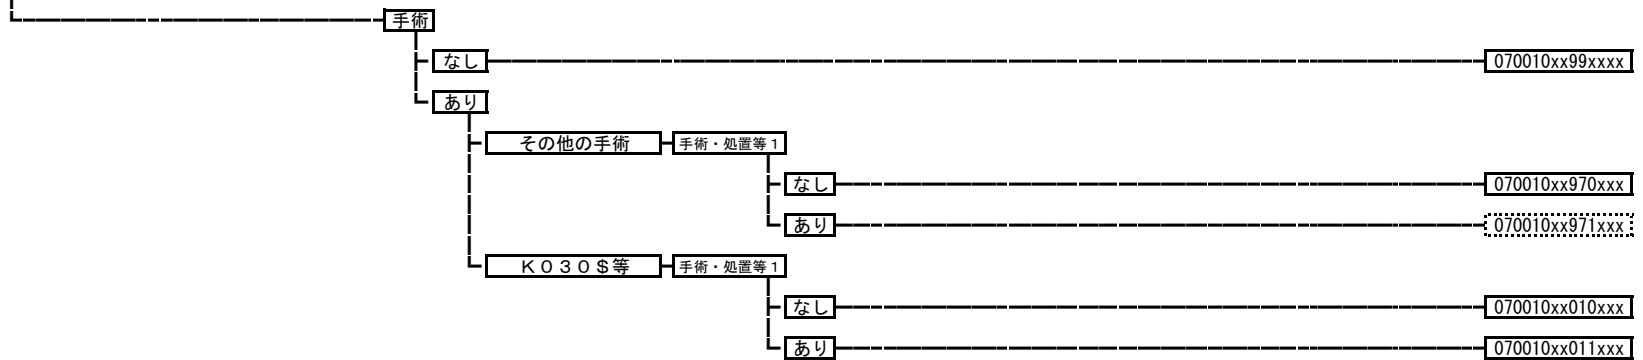 手術
なし 070010xx99xxxx
あり
その他の手術 手術・処置等1
なし 070010xx970xxx
あり 070010xx971xxx
K030$等 手術・処置等1
なし 070010xx010xxx
あり 070010xx011xxx